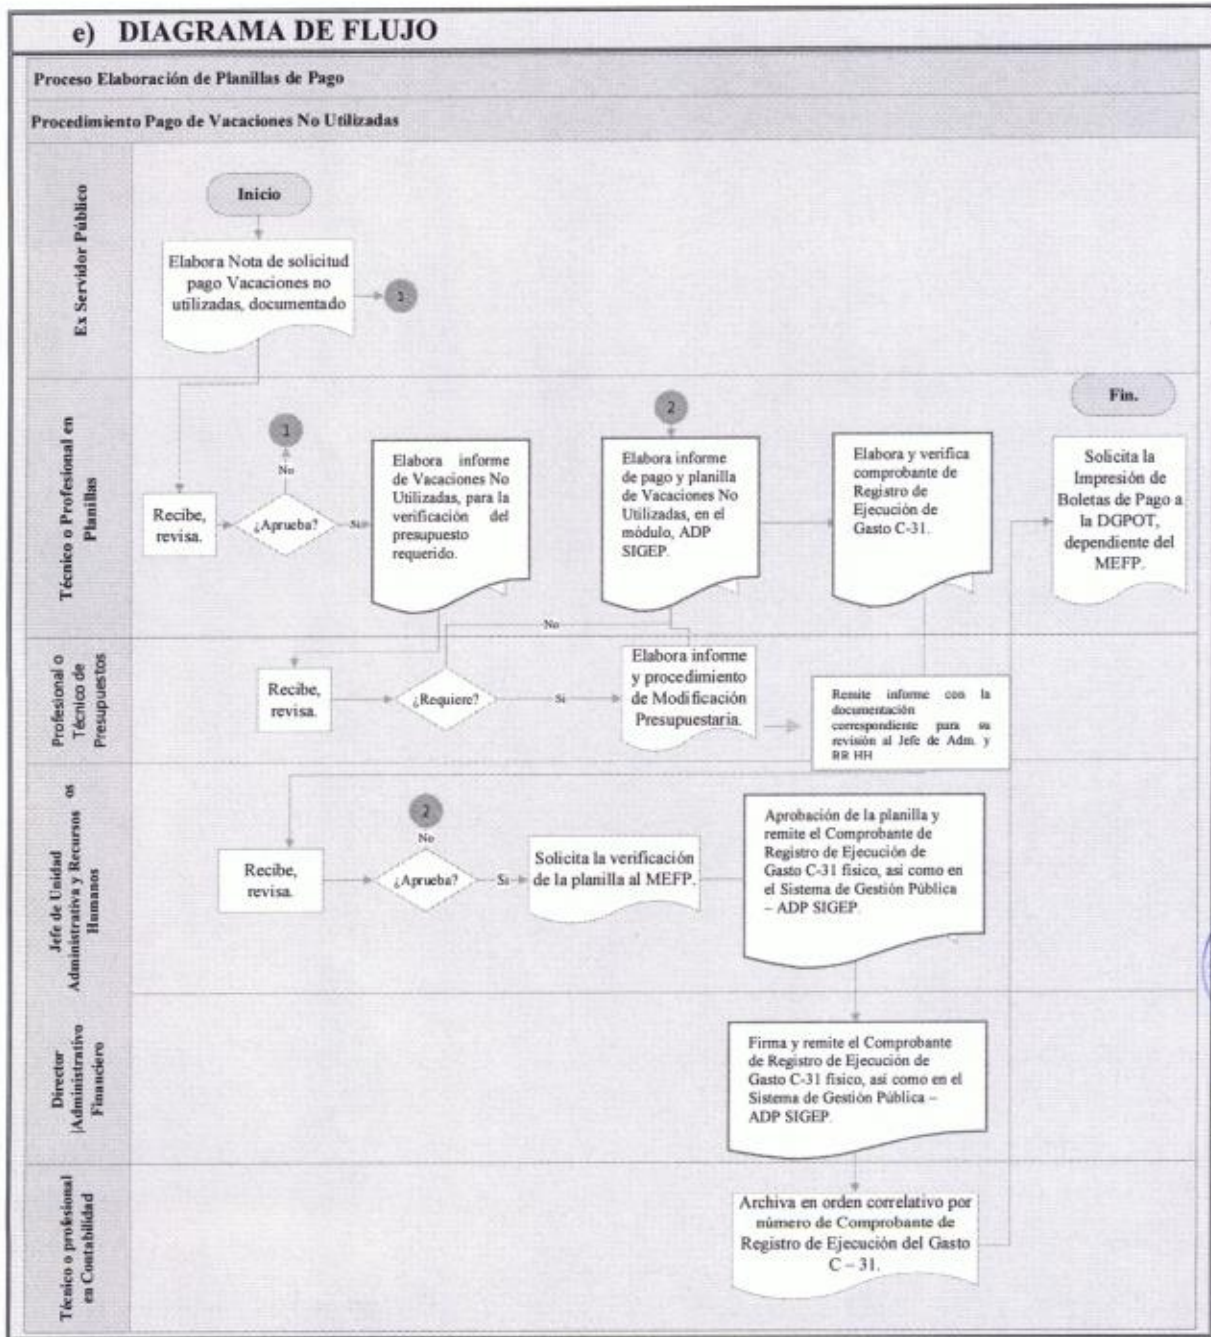 e) DIAGRAMA DE FLUJO
Proceso Elaboración de Planillas de Pago
Procedimiento Pago de Vacaciones No Utilizadas
Ex Servidor Público
Inicio
Elabora Nota de solicitud
pago Vacaciones no
utilizadas, documentado
1
Técnico o Profesional en
Planillas
Recibe,
revisa.
1
No
¿Aprueba?
Si
Elabora informe
de Vacaciones No
Utilizadas, para la
verificación del
presupuesto
requerido.
2
Elabora informe
de pago y planilla
de Vacaciones No
Utilizadas, en el
módulo, ADP
SIGEP.
Elabora y verifica
comprobante de
Registro de
Ejecución de
Gasto C-31.
Fin.
Solicita la
Impresión de
Boletas de Pago a
la DGPOT,
dependiente del
MEFP.
Profesional o
Técnico de
Presupuestos
Recibe,
revisa.
No
¿Requiere?
Si
Elabora informe
y procedimiento
de Modificación
Presupuestaria.
Remite informe con la
documentación
correspondiente para su
revisión al Jefe de Adm. y
RR HH
Jefe de Unidad
Administrativa y Recursos os
Humanos
Recibe,
revisa.
2
No
¿Aprueba?
Si
Solicita la verificación
de la planilla al MEFP.
Aprobación de la planilla y
remite el Comprobante de
Registro de Ejecución de
Gasto C-31 físico, así como en
el Sistema de Gestión Pública
– ADP SIGEP.
Director
|Administrativo
Financiero
Firma y remite el Comprobante
de Registro de Ejecución de
Gasto C-31 físico, así como en el
Sistema de Gestión Pública –
ADP SIGEP.
Técnico o profesional
en Contabilidad
Archiva en orden correlativo por
número de Comprobante de
Registro de Ejecución del Gasto
C – 31.